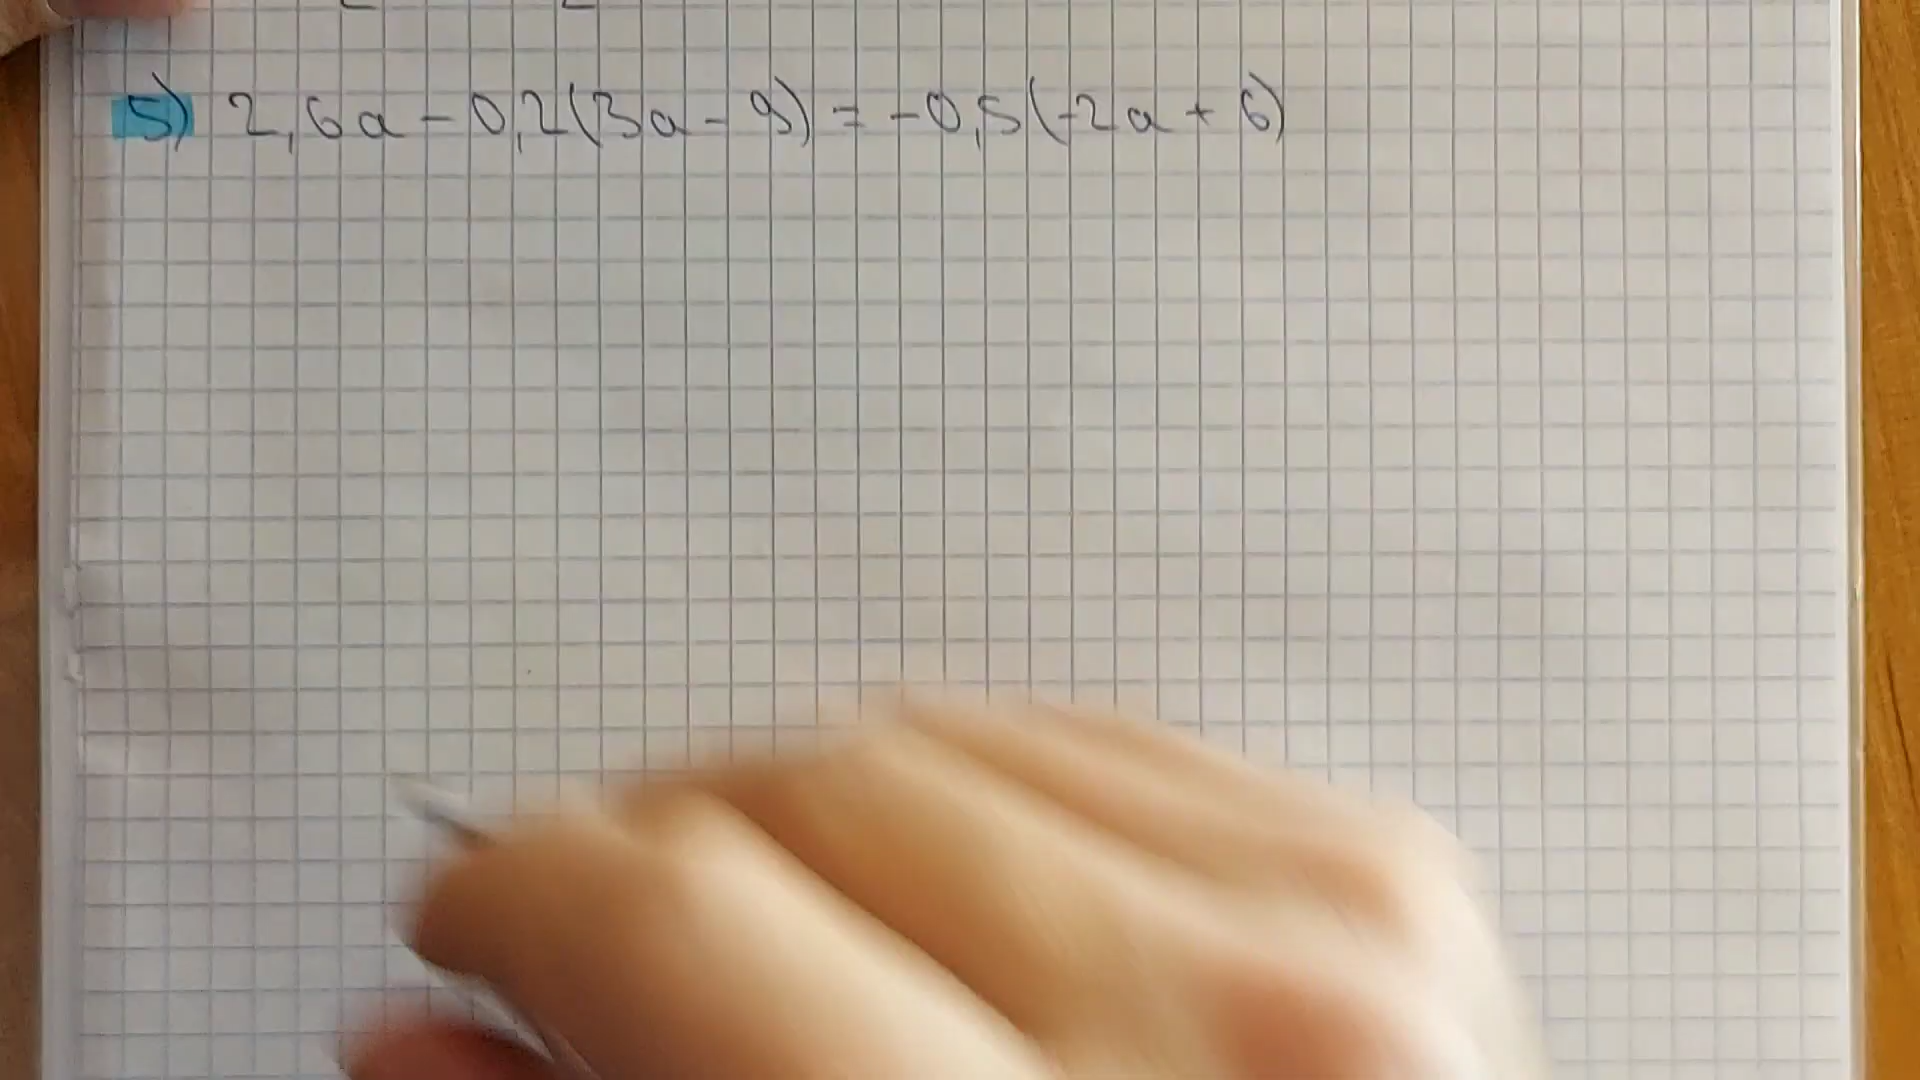 5) 2,6a - 0,2(3a - 9) = -0,5(-2a + 6)